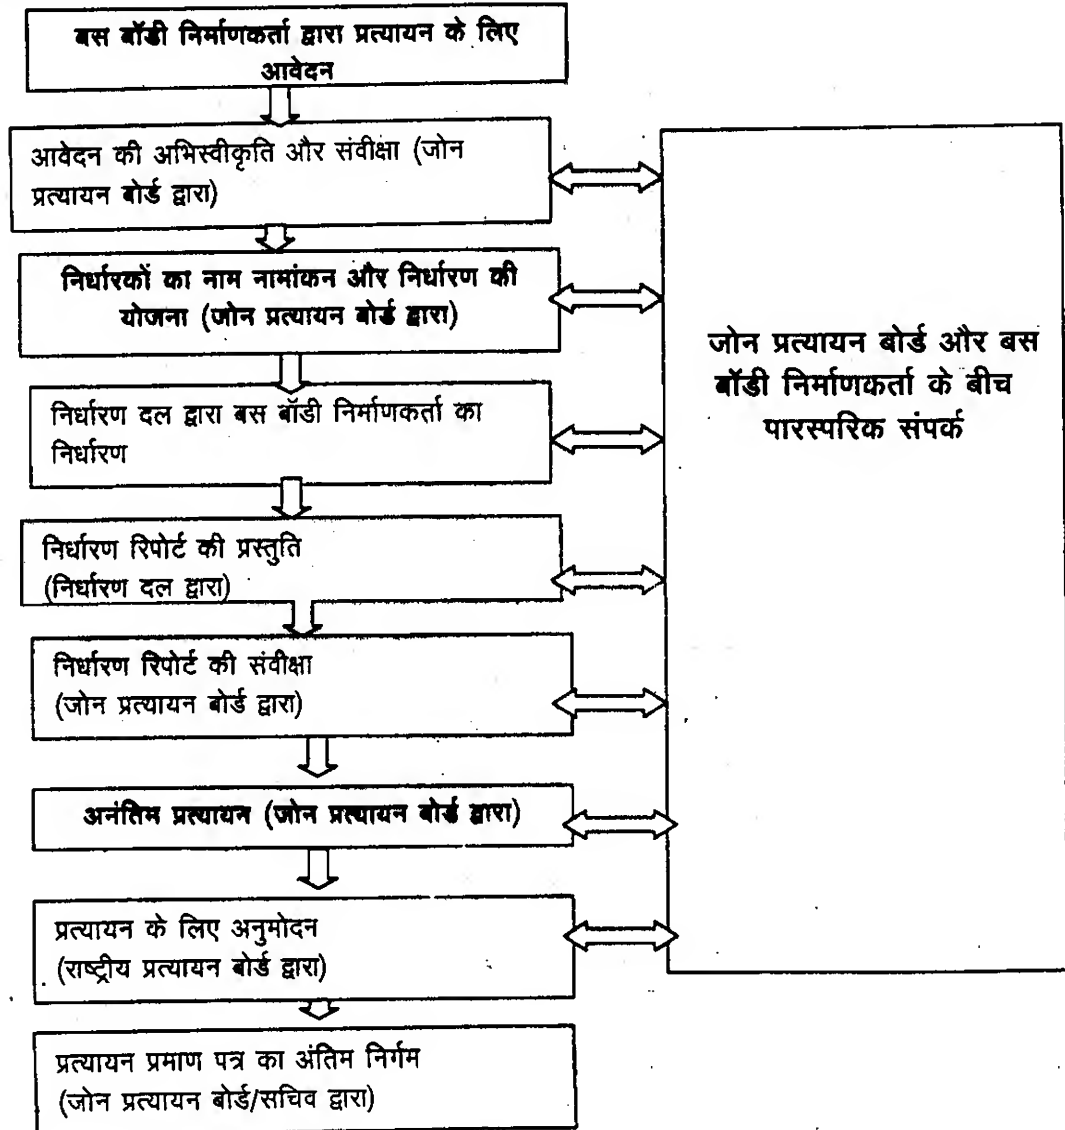 बस बॉडी निर्माणकर्ता द्वारा प्रत्यायन के लिए
आवेदन
आवेदन की अभिस्वीकृति और संवीक्षा (जोन
प्रत्यायन बोर्ड द्वारा)
निर्धारकों का नाम नामांकन और निर्धारण की
योजना (जोन प्रत्यायन बोर्ड द्वारा)
निर्धारण दल द्वारा बस बॉडी निर्माणकर्ता का
निर्धारण
निर्धारण रिपोर्ट की प्रस्तुति
(निर्धारण दल द्वारा)
निर्धारण रिपोर्ट की संवीक्षा
(जोन प्रत्यायन बोर्ड द्वारा)
अनंतिम प्रत्यायन (जोन प्रत्यायन बोर्ड द्वारा)
प्रत्यायन के लिए अनुमोदन
(राष्ट्रीय प्रत्यायन बोर्ड द्वारा)
प्रत्यायन प्रमाण पत्र का अंतिम निर्गम
(जोन प्रत्यायन बोर्ड/सचिव द्वारा)
जोन प्रत्यायन बोर्ड और बस
बॉडी निर्माणकर्ता के बीच
पारस्परिक संपर्क